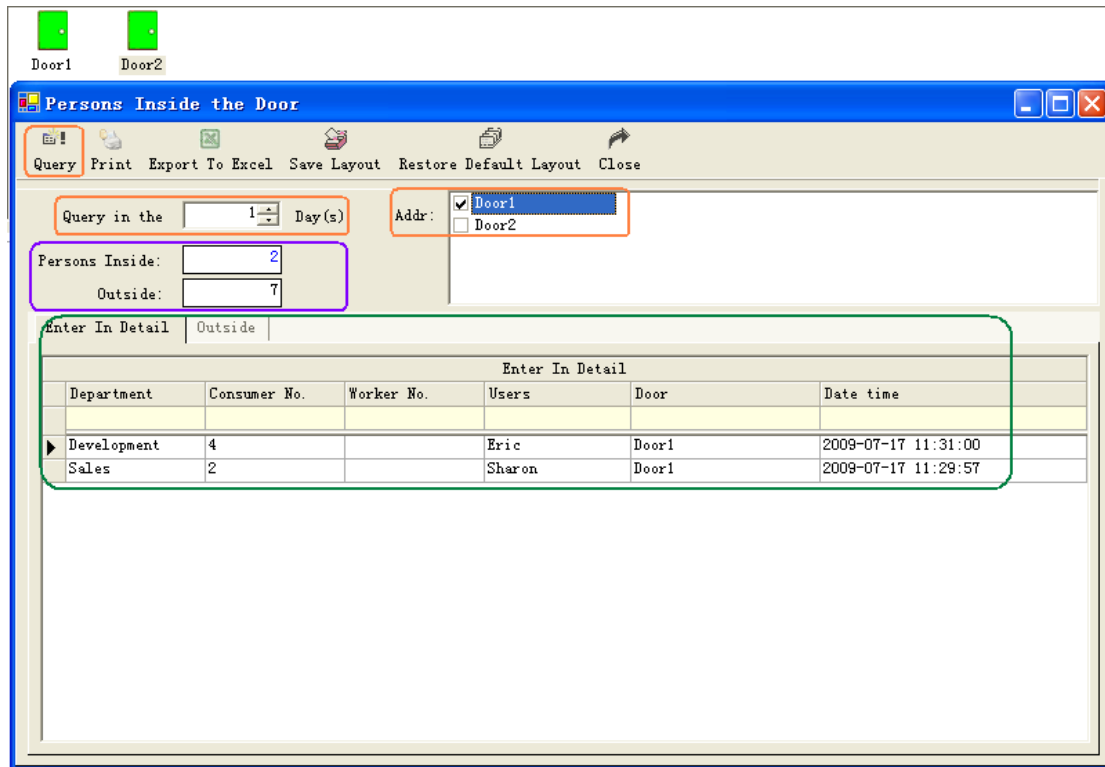 Door1 Door2
Persons Inside the Door
Query Print Export To Excel Save Layout Restore Default Layout Close
Query in the 1 Day(s) Addr: Door1
Door2
Persons Inside: 2
Outside: 7
Enter In Detail Outside
Enter In Detail
Department Consumer No. Worker No. Users Door Date time
Development 4 Eric Door1 2009-07-17 11:31:00
Sales 2 Sharon Door1 2009-07-17 11:29:57